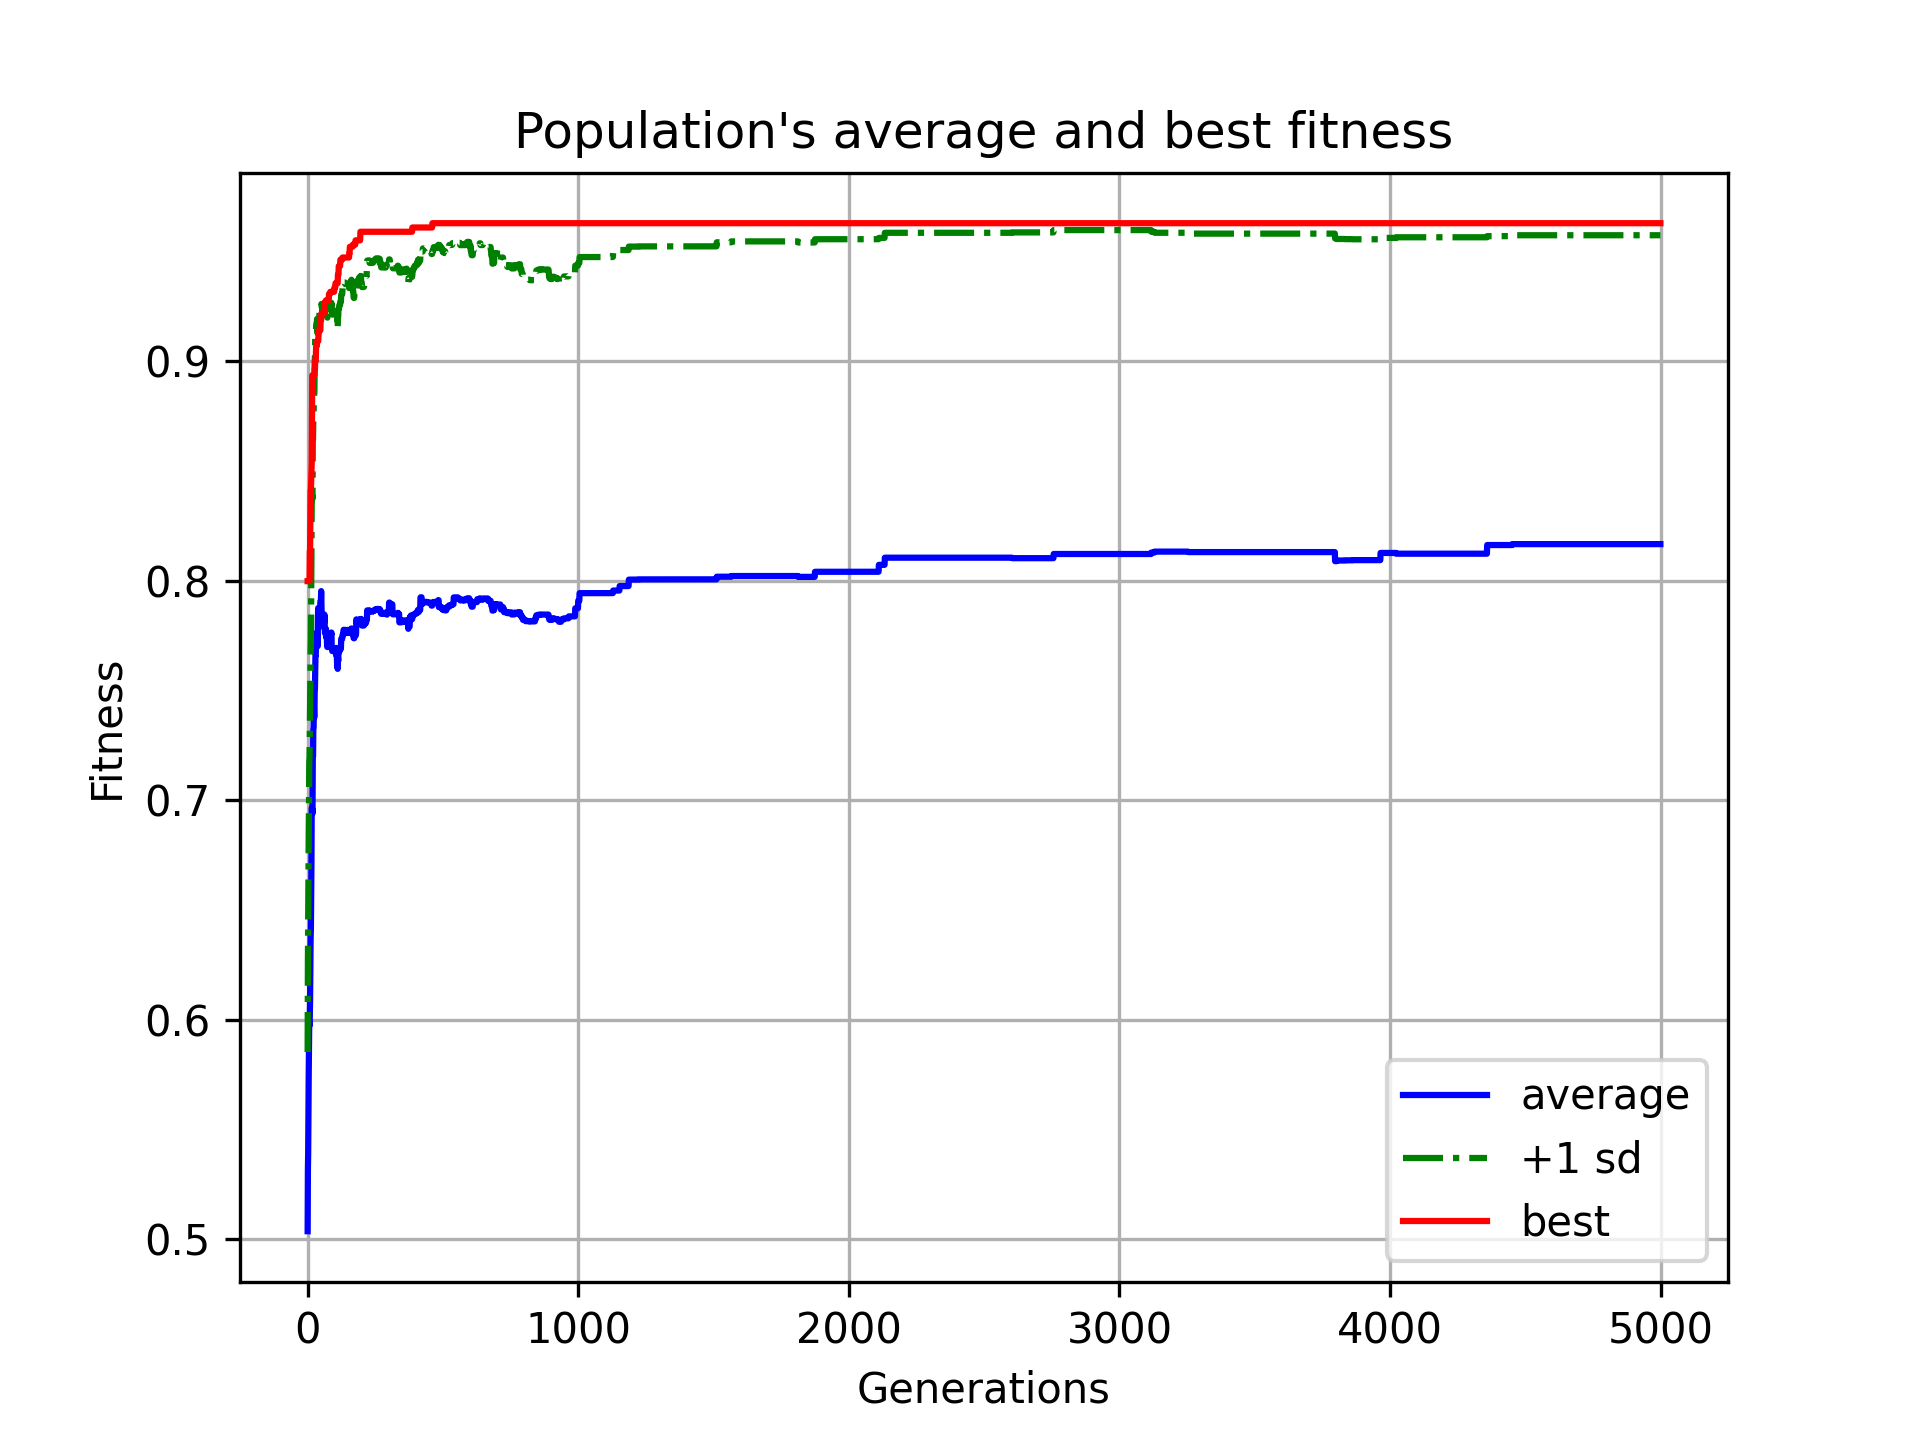 Population's average and best fitness
Fitness
0.9
0.8
0.7
0.6
0.5
0 1000 2000 3000 4000 5000
Generations
average
+1 sd
best